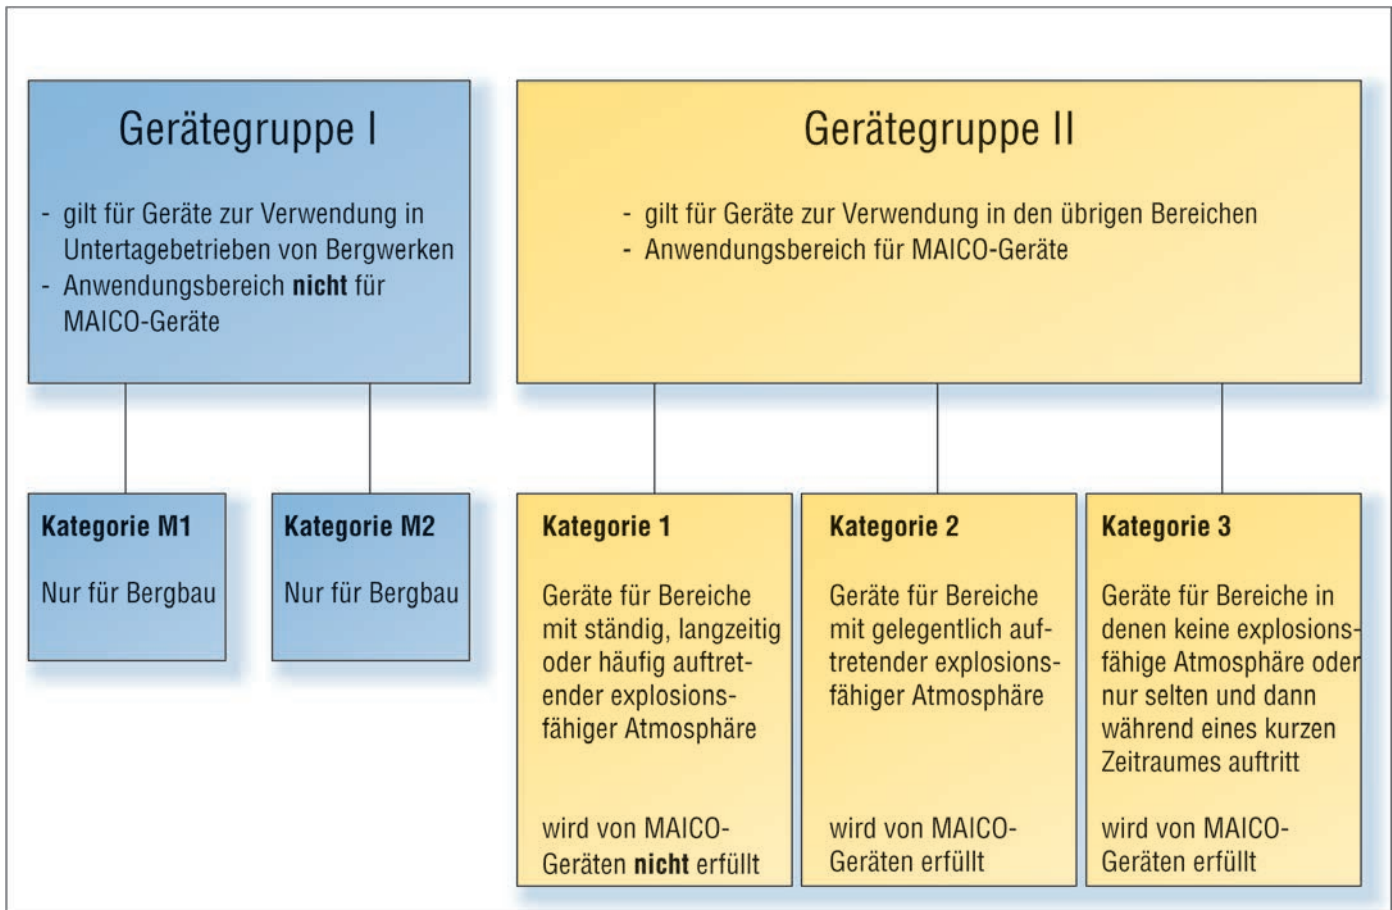 Gerätegruppe I
- gilt für Geräte zur Verwendung in
Untertagebetrieben von Bergwerken
- Anwendungsbereich nicht für
MAICO-Geräte
Gerätegruppe II
- gilt für Geräte zur Verwendung in den übrigen Bereichen
- Anwendungsbereich für MAICO-Geräte
Kategorie M1
Nur für Bergbau
Kategorie M2
Nur für Bergbau
Kategorie 1
Geräte für Bereiche
mit ständig, langzeitig
oder häufig auftret-
ender explosions-
fähiger Atmosphäre
wird von MAICO-
Geräten nicht erfüllt
Kategorie 2
Geräte für Bereiche
mit gelegentlich auf-
tretender explosions-
fähiger Atmosphäre
wird von MAICO-
Geräten erfüllt
Kategorie 3
Geräte für Bereiche in
denen keine explosions-
fähige Atmosphäre oder
nur selten und dann
während eines kurzen
Zeitraumes auftritt
wird von MAICO-
Geräten erfüllt